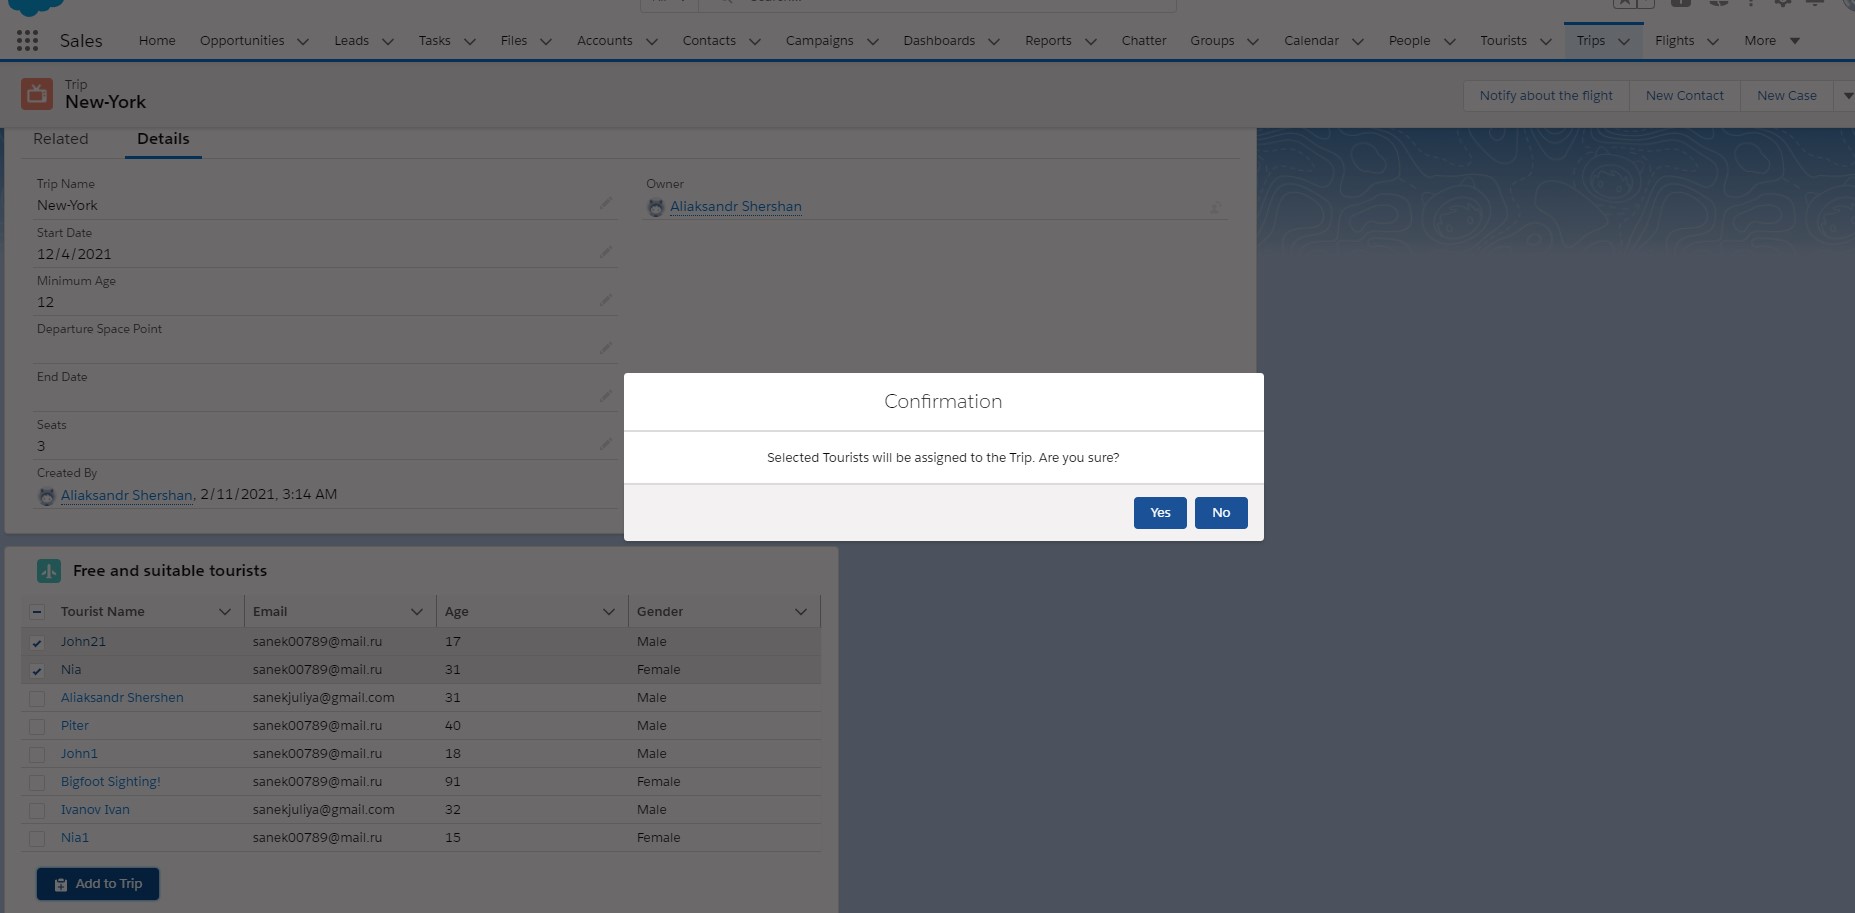 Sales Home Opportunities Leads Tasks Files Accounts Contacts Campaigns Dashboards Reports Chatter Groups Calendar People Tourists Trips Flights More
Trip
New-York
Notify about the flight New Contact New Case
Related Details
Trip Name
New-York
Owner
Aliaksandr Shershan
Start Date
12/4/2021
Minimum Age
12
Departure Space Point
End Date
Seats
3
Created By
Aliaksandr Shershan, 2/11/2021, 3:14 AM
Confirmation
Selected Tourists will be assigned to the Trip. Are you sure?
Yes No
Free and suitable tourists
Tourist Name Email Age Gender
John21 sanek00789@mail.ru 17 Male
Nia sanek00789@mail.ru 31 Female
Aliaksandr Shershen sanekjuliya@gmail.com 31 Male
Piter sanek00789@mail.ru 40 Male
John1 sanek00789@mail.ru 18 Male
Bigfoot Sighting! sanek00789@mail.ru 91 Female
Ivanov Ivan sanekjuliya@gmail.com 32 Male
Nia1 sanek00789@mail.ru 15 Female
Add to Trip